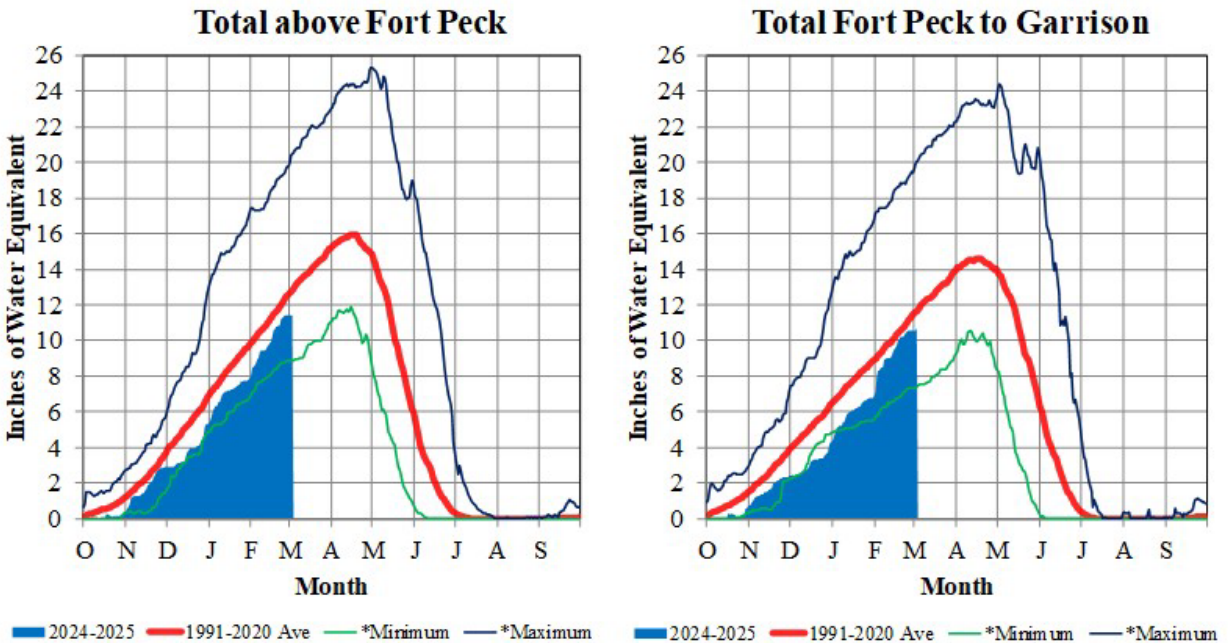 Total above Fort Peck
Inches of Water Equivalent
26
24
22
20
18
16
14
12
10
8
6
4
2
0
O N D J F M A M J J A S
Month
2024-2025 1991-2020 Ave *Minimum *Maximum
Total Fort Peck to Garrison
Inches of Water Equivalent
26
24
22
20
18
16
14
12
10
8
6
4
2
0
O N D J F M A M J J A S
Month
2024-2025 1991-2020 Ave *Minimum *Maximum